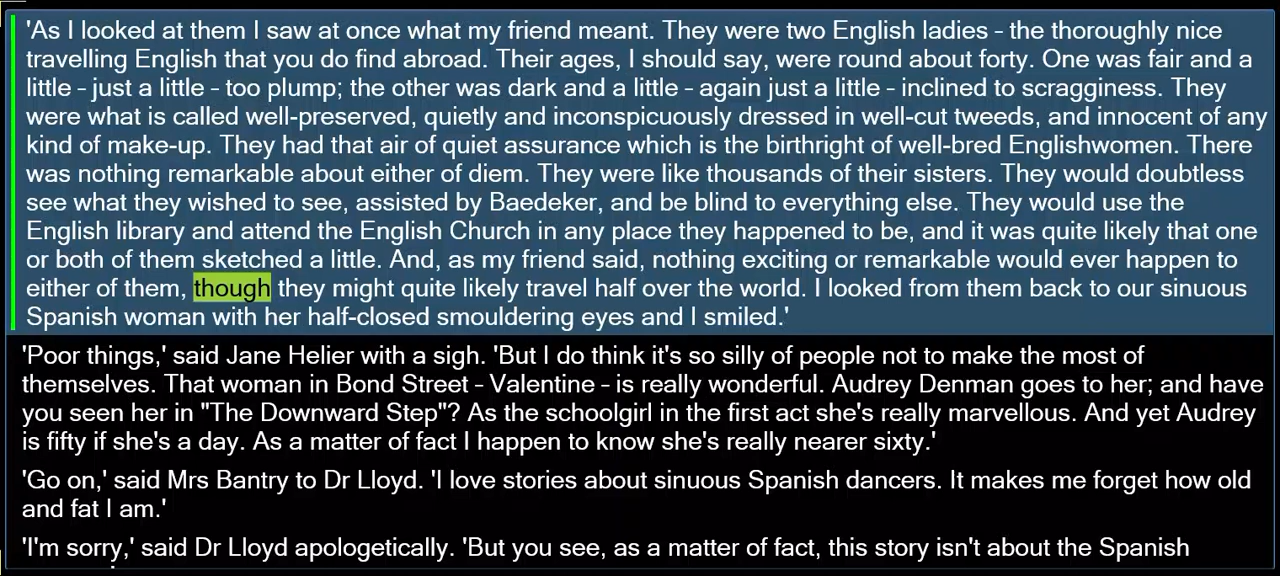 'As I looked at them I saw at once what my friend meant. They were two English ladies - the thoroughly nice
travelling English that you do find abroad. Their ages, I should say, were round about forty. One was fair and a
little - just a little - too plump; the other was dark and a little - again just a little - inclined to scragginess. They
were what is called well-preserved, quietly and inconspicuously dressed in well-cut tweeds, and innocent of any
kind of make-up. They had that air of quiet assurance which is the birthright of well-bred Englishwomen. There
was nothing remarkable about either of diem. They were like thousands of their sisters. They would doubtless
see what they wished to see, assisted by Baedeker, and be blind to everything else. They would use the
English library and attend the English Church in any place they happened to be, and it was quite likely that one
or both of them sketched a little. And, as my friend said, nothing exciting or remarkable would ever happen to
either of them, though they might quite likely travel half over the world. I looked from them back to our sinuous
Spanish woman with her half-closed smouldering eyes and I smiled.'
'Poor things,' said Jane Helier with a sigh. 'But I do think it's so silly of people not to make the most of
themselves. That woman in Bond Street - Valentine - is really wonderful. Audrey Denman goes to her; and have
you seen her in "The Downward Step"? As the schoolgirl in the first act she's really marvellous. And yet Audrey
is fifty if she's a day. As a matter of fact I happen to know she's really nearer sixty.'
'Go on,' said Mrs Bantry to Dr Lloyd. 'I love stories about sinuous Spanish dancers. It makes me forget how old
and fat I am.'
'I'm sorry,' said Dr Lloyd apologetically. 'But you see, as a matter of fact, this story isn't about the Spanish